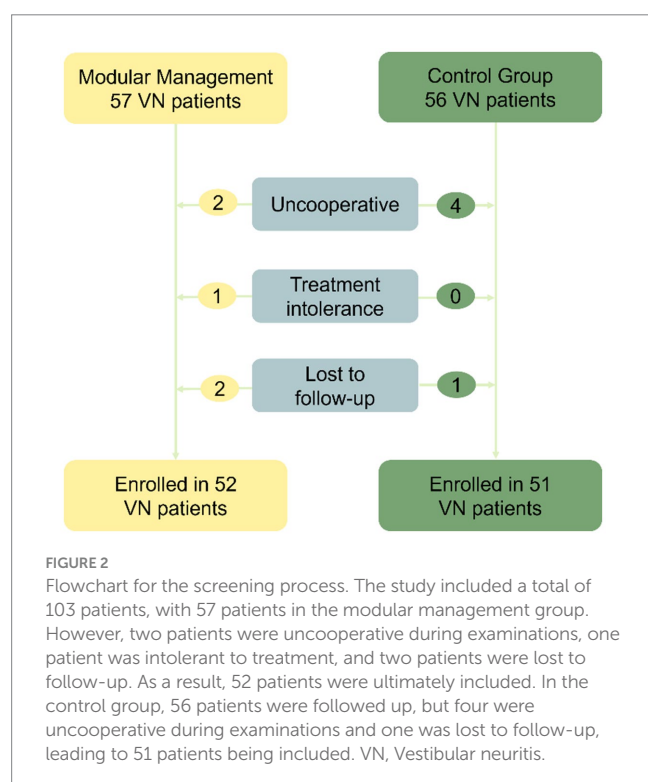 Modular Management
57 VN patients
Control Group
56 VN patients
2
Uncooperative
4
1
Treatment
intolerance
0
2
Lost to
follow-up
1
Enrolled in 52
VN patients
Enrolled in 51
VN patients
FIGURE 2
Flowchart for the screening process. The study included a total of
103 patients, with 57 patients in the modular management group.
However, two patients were uncooperative during examinations, one
patient was intolerant to treatment, and two patients were lost to
follow-up. As a result, 52 patients were ultimately included. In the
control group, 56 patients were followed up, but four were
uncooperative during examinations and one was lost to follow-up,
leading to 51 patients being included. VN, Vestibular neuritis.